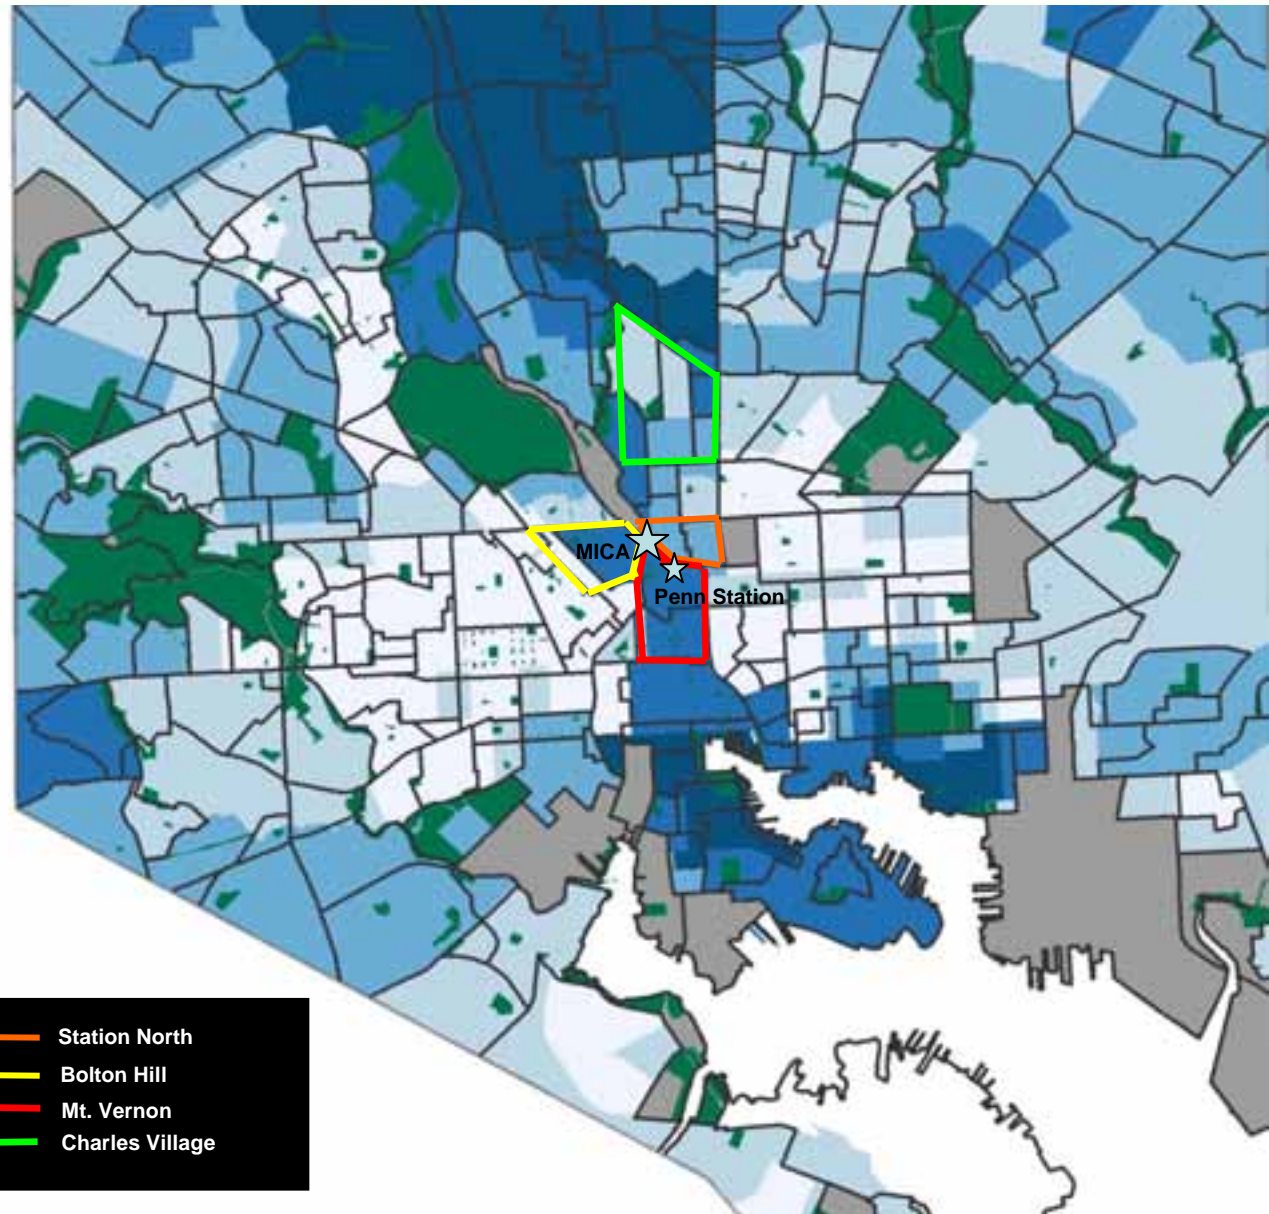 MICA
Penn Station
Station North
Bolton Hill
Mt. Vernon
Charles Village